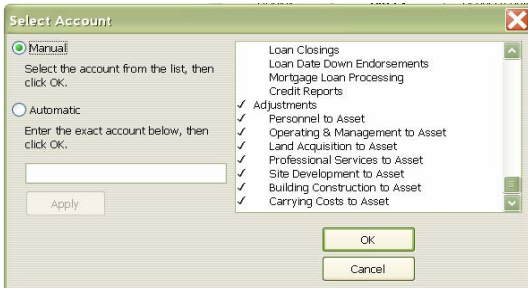 Select Account
Manual
Select the account from the list, then
click OK.
Automatic
Enter the exact account below, then
click OK.
Apply
Loan Closings
Loan Date Down Endorsements
Mortgage Loan Processing
Credit Reports
✓ Adjustments
✓ Personnel to Asset
✓ Operating & Management to Asset
✓ Land Acquisition to Asset
✓ Professional Services to Asset
✓ Site Development to Asset
✓ Building Construction to Asset
✓ Carrying Costs to Asset
OK
Cancel